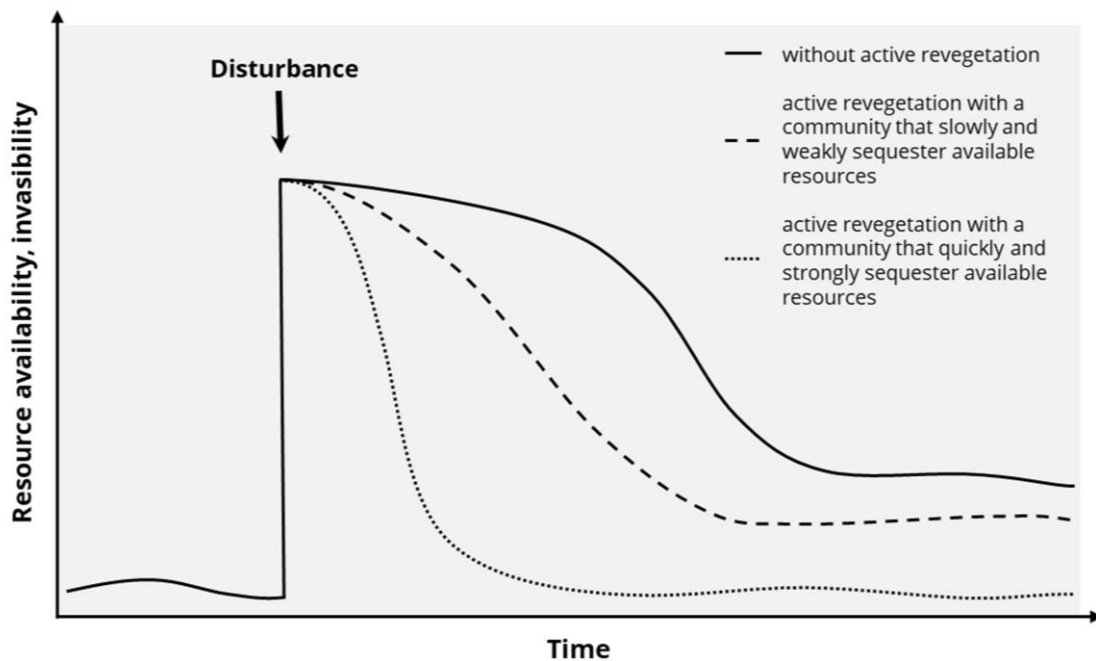 Disturbance
without active revegetation
active revegetation with a
community that slowly and
weakly sequester available
resources
active revegetation with a
community that quickly and
strongly sequester available
resources
Resource availability, invasibility
Time